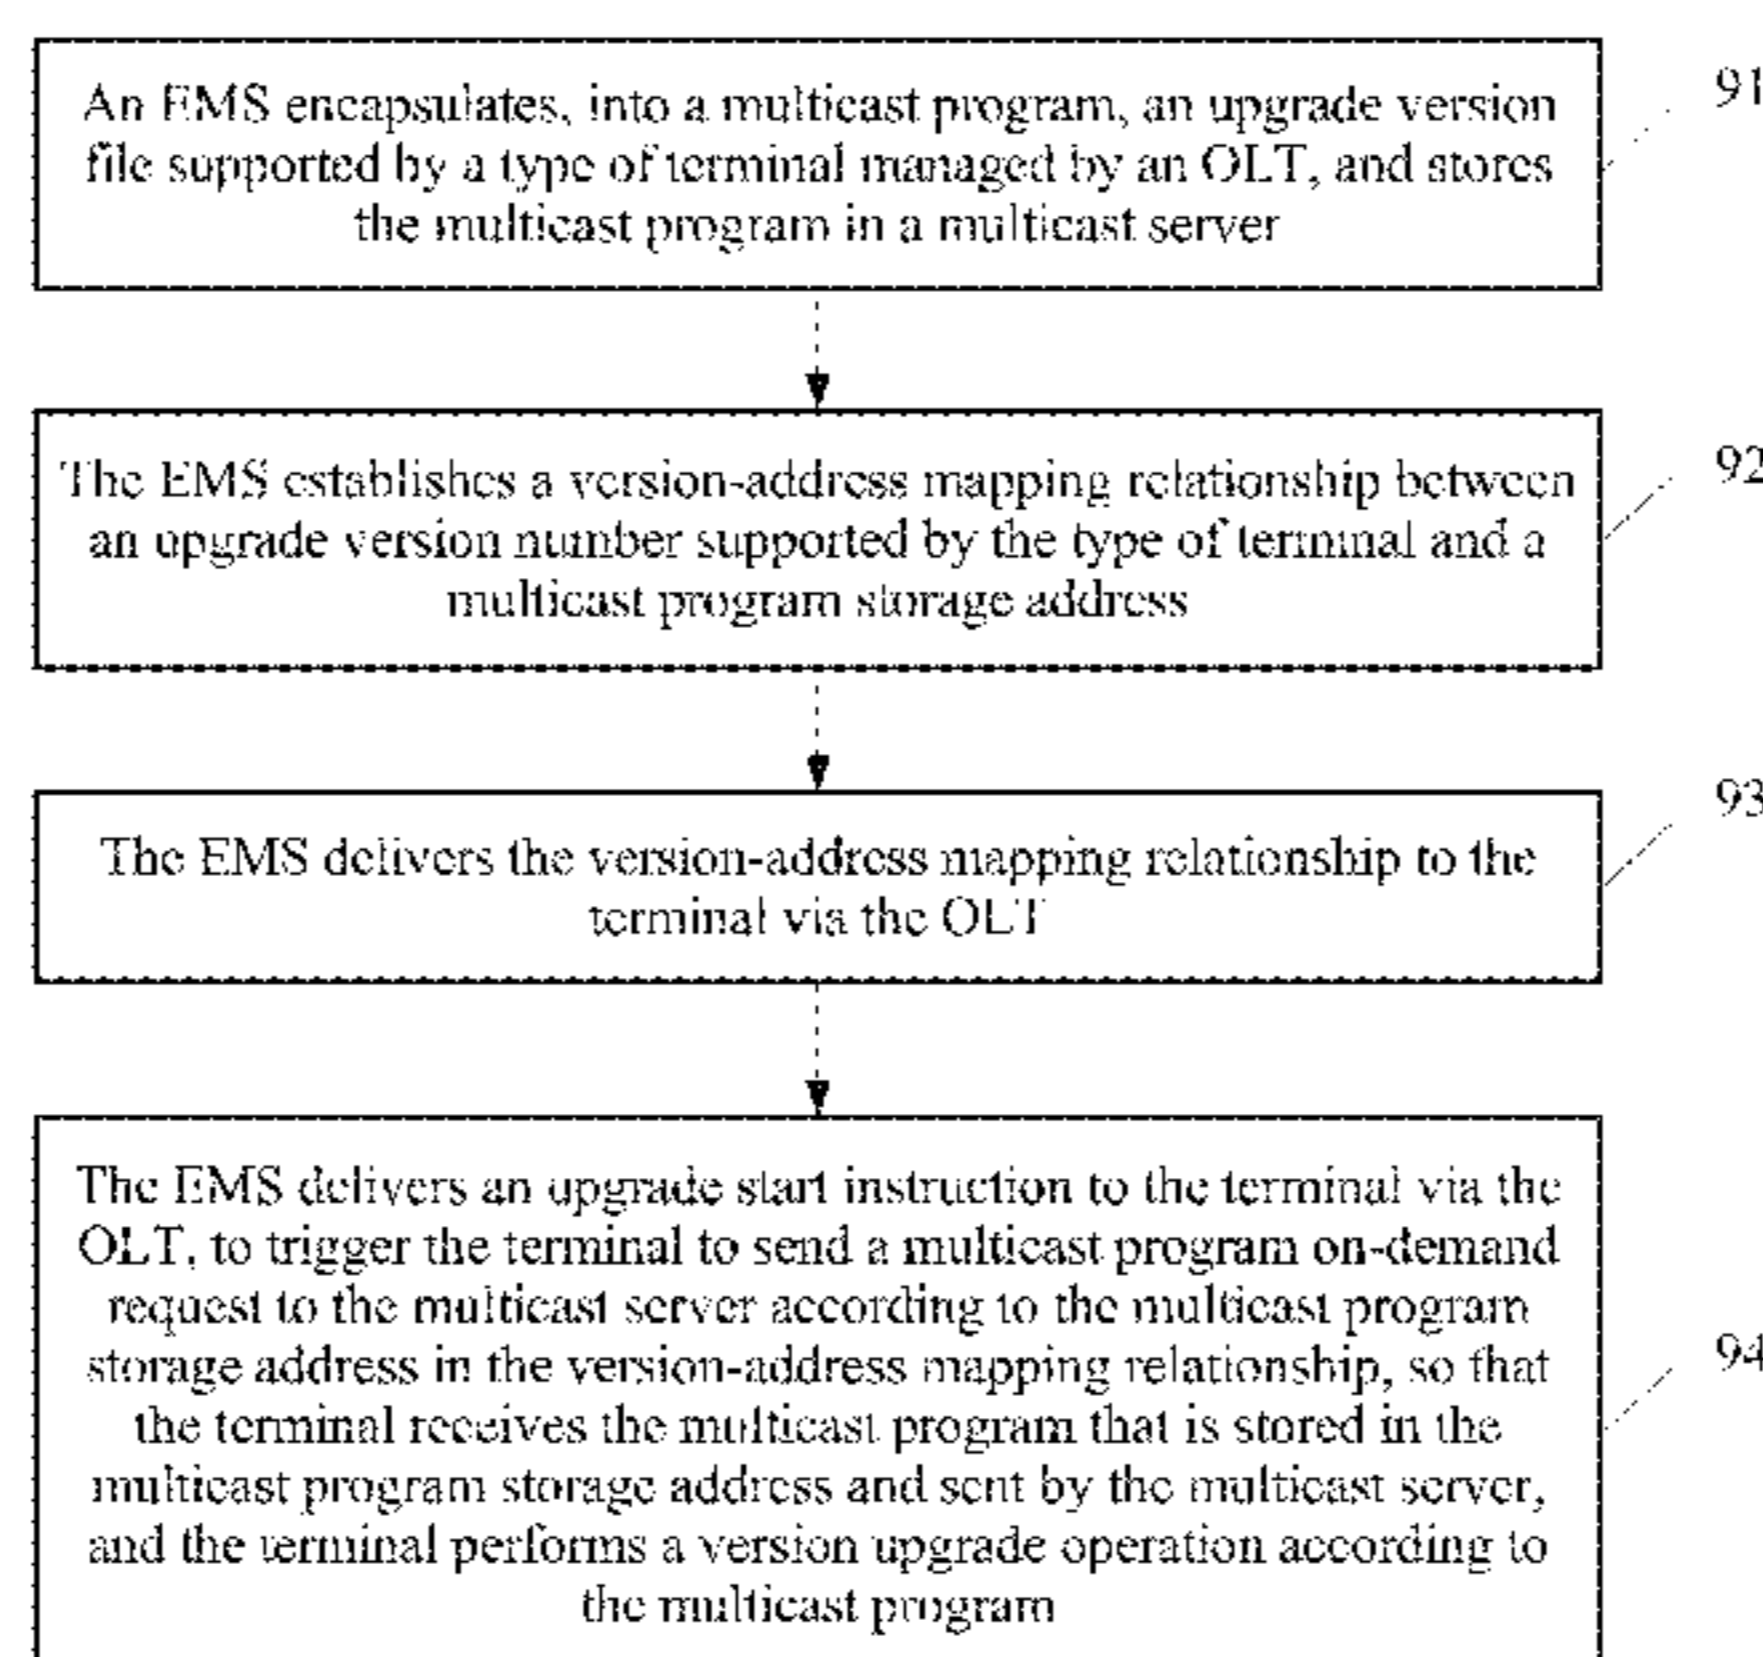 An EMS encapsulates, into a multicast program, an upgrade version
file supported by a type of terminal managed by an OLT, and stores
the multicast program in a multicast server
91
The EMS establishes a version-address mapping relationship between
an upgrade version number supported by the type of terminal and a
multicast program storage address
92
The EMS delivers the version-address mapping relationship to the
terminal via the OLT
93
The EMS delivers an upgrade start instruction to the terminal via the
OLT, to trigger the terminal to send a multicast program on-demand
request to the multicast server according to the multicast program
storage address in the version-address mapping relationship, so that
the terminal receives the multicast program that is stored in the
multicast program storage address and sent by the multicast server,
and the terminal performs a version upgrade operation according to
the multicast program
94